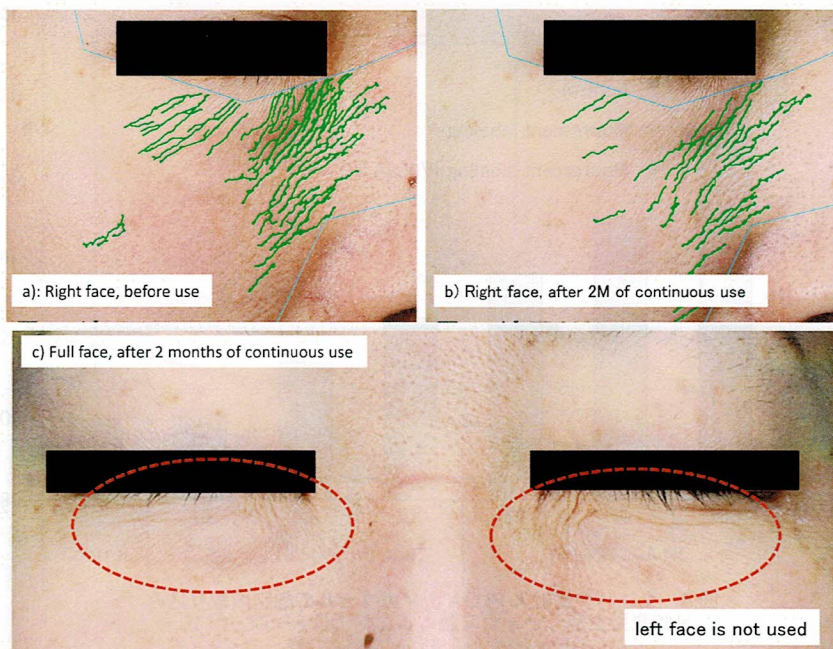 a): Right face, before use
b) Right face, after 2M of continuous use
c) Full face, after 2 months of continuous use
left face is not used